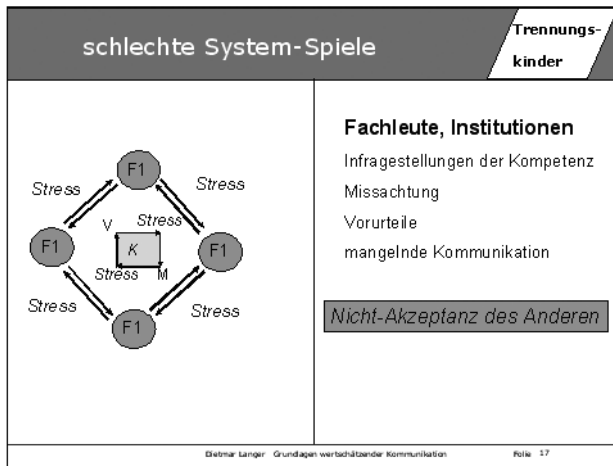 schlechte System-Spiele
Trennungs-
kinder
F1
Stress
Stress
V
Stress
F1
K
F1
Stress
M
Stress
Stress
F1
Fachleute, Institutionen
Infragestellungen der Kompetenz
Missachtung
Vorurteile
mangelnde Kommunikation
Nicht-Akzeptanz des Anderen
Dietmar Langer Grundlagen wertschätzender Kommunikation Folie 17